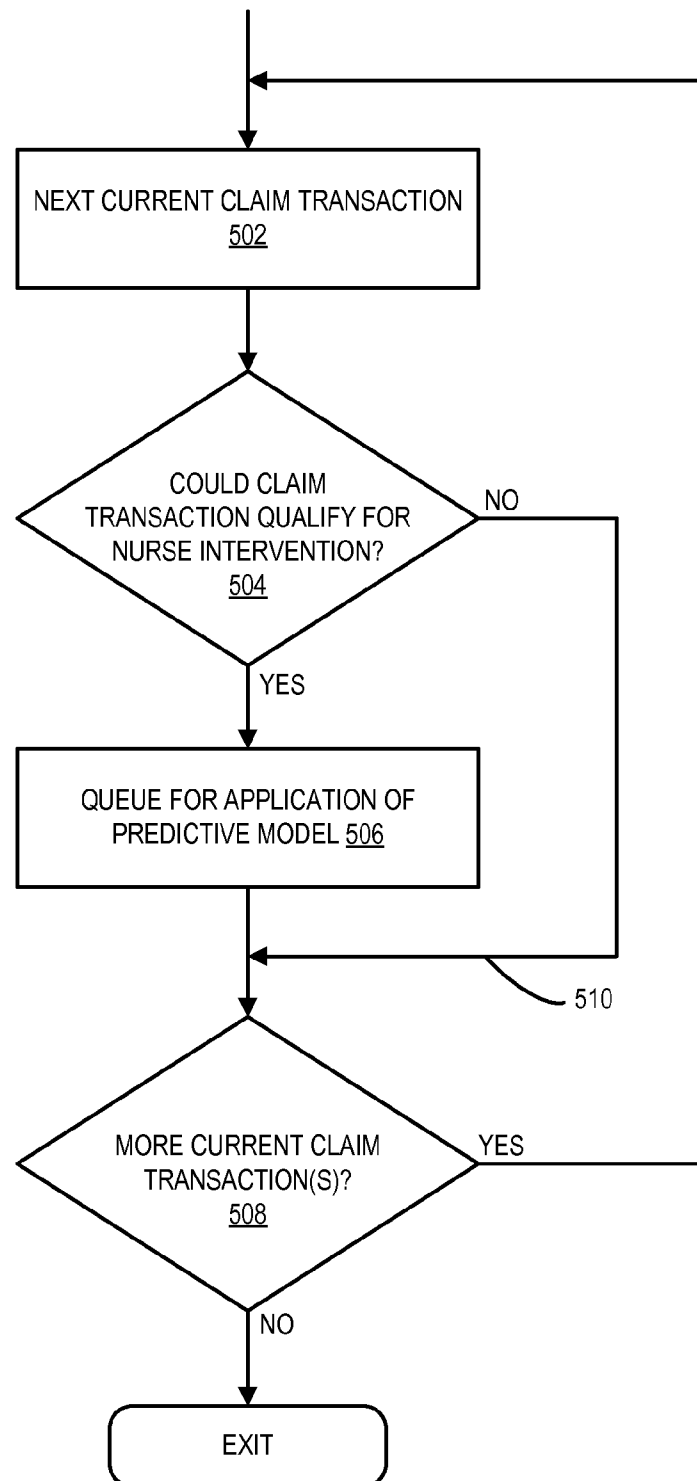 NEXT CURRENT CLAIM TRANSACTION
502
COULD CLAIM
TRANSACTION QUALIFY FOR
NURSE INTERVENTION?
504
NO
YES
QUEUE FOR APPLICATION OF
PREDICTIVE MODEL 506
510
MORE CURRENT CLAIM
TRANSACTION(S)?
508
YES
NO
EXIT